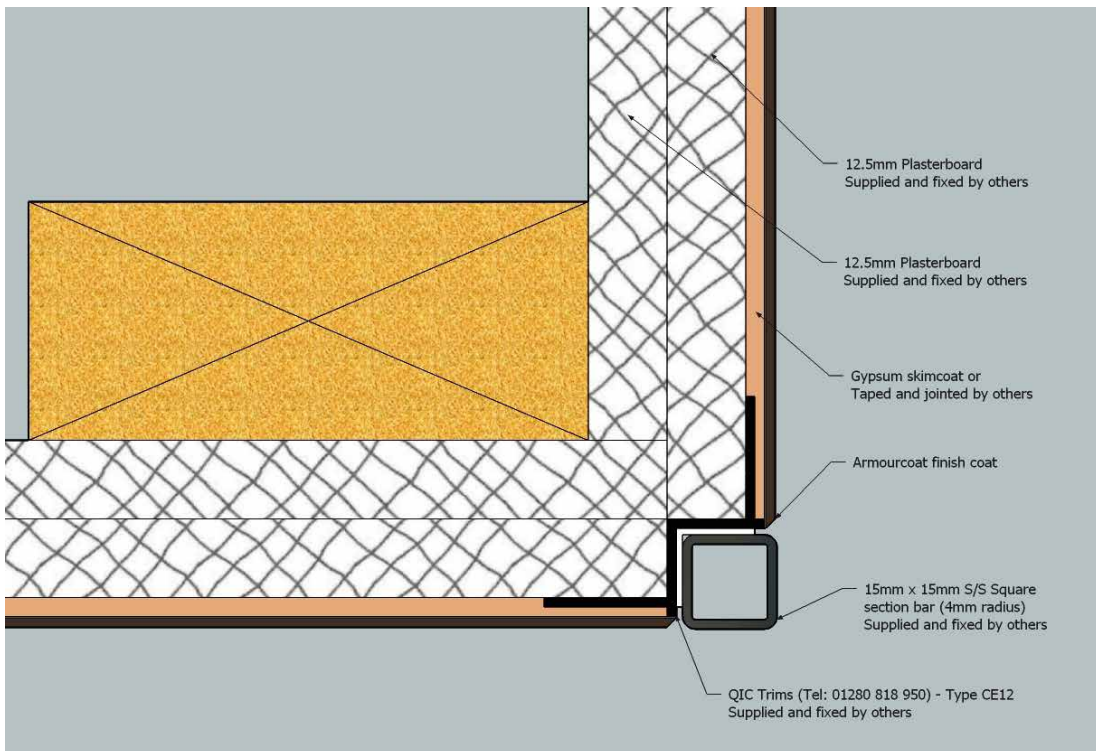 12.5mm Plasterboard
Supplied and fixed by others
12.5mm Plasterboard
Supplied and fixed by others
Gypsum skimcoat or
Taped and jointed by others
Armourcoat finish coat
15mm x 15mm S/S Square
section bar (4mm radius)
Supplied and fixed by others
QIC Trims (Tel: 01280 818 950) - Type CE12
Supplied and fixed by others